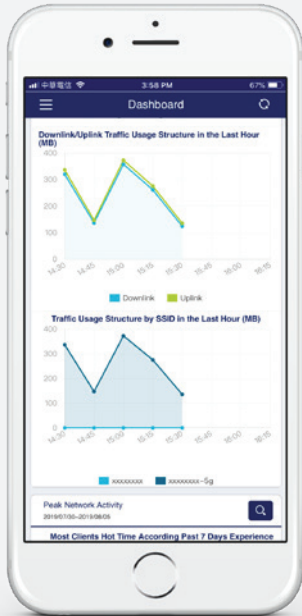 中華電信 3:58 PM 67%
Dashboard
Downlink/Uplink Traffic Usage Structure in the Last Hour
(MB)
400
300
200
100
0
14:30 14:45 15:00 15:15 15:30 15:45 16:00 16:15
Downlink Uplink
Traffic Usage Structure by SSID in the Last Hour (MB)
400
300
200
100
0
14:30 14:45 15:00 15:15 15:30 15:45 16:00 16:15
xxxxxxxx xxxxxxxx-5g
Peak Network Activity
2019/07/30~2019/08/05
Most Clients Hot Time According Past 7 Days Experience